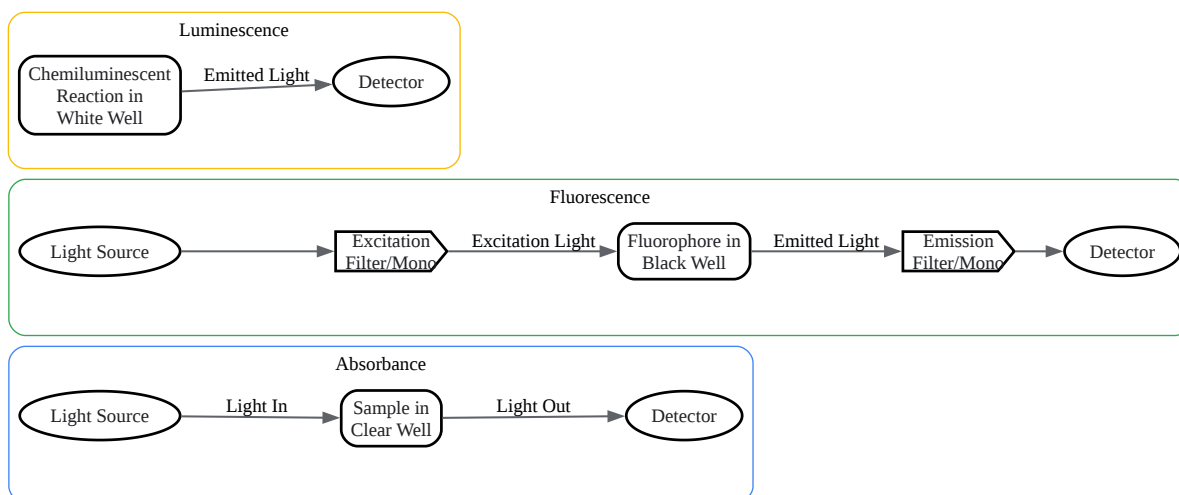 Luminescence
Chemiluminescent
Reaction in
White Well
Emitted Light
Detector
Fluorescence
Light Source
Excitation
Filter/Mono
Excitation Light
Fluorophore in
Black Well
Emitted Light
Emission
Filter/Mono
Detector
Absorbance
Light Source
Light In
Sample in
Clear Well
Light Out
Detector